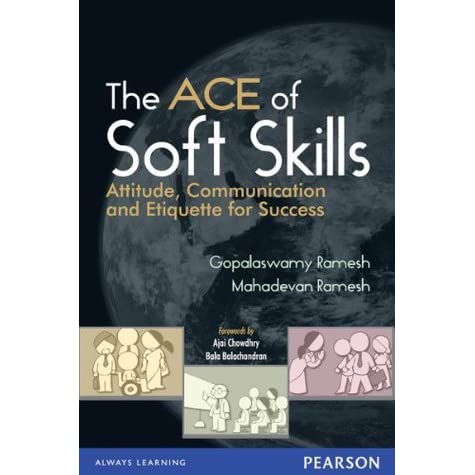 The ACE of
Soft Skills
Attitude, Communication
and Etiquette for Success
Gopalaswamy Ramesh
Mahadevan Ramesh
Forewords by
Ajai Chowdhry
Bala Balachandran
ALWAYS LEARNING
PEARSON